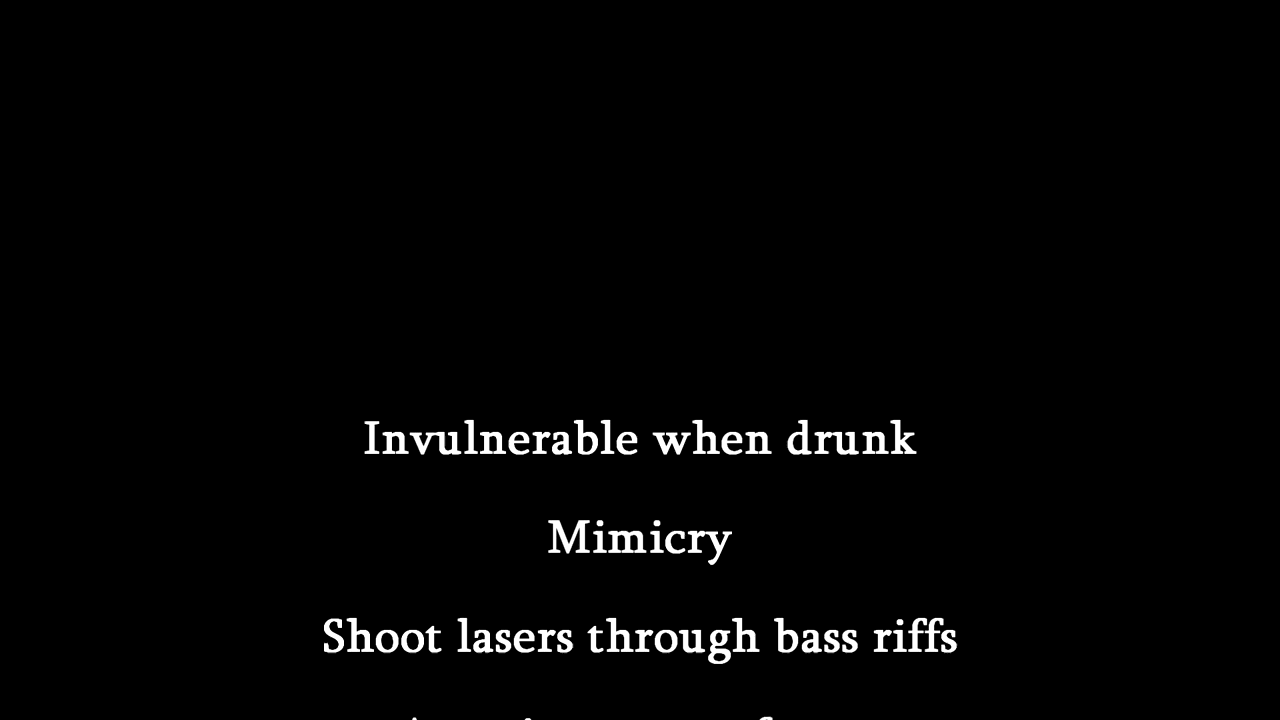 Invulnerable when drunk
Mimicry
Shoot lasers through bass riffs